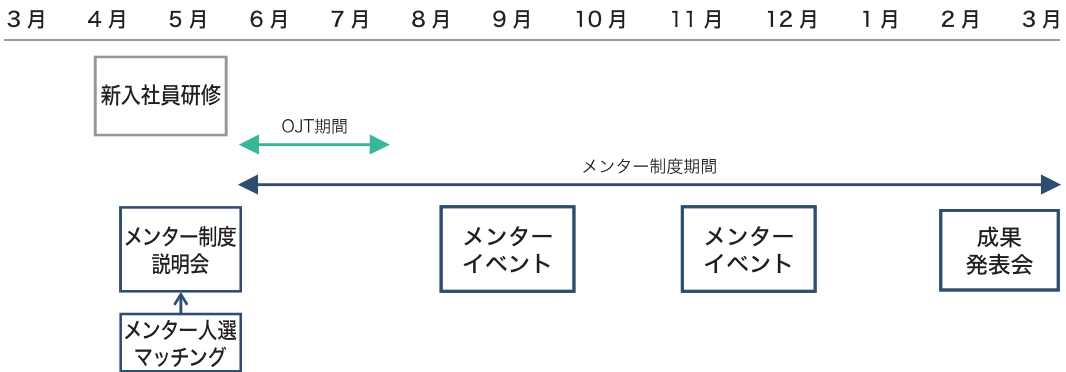 3月 4月 5月 6月 7月 8月 9月 10月 11月 12月 1月 2月 3月
新入社員研修
OJT期間
メンター制度期間
メンター制度
説明会
メンター
イベント
メンター
イベント
成果
発表会
メンター人選
マッチング